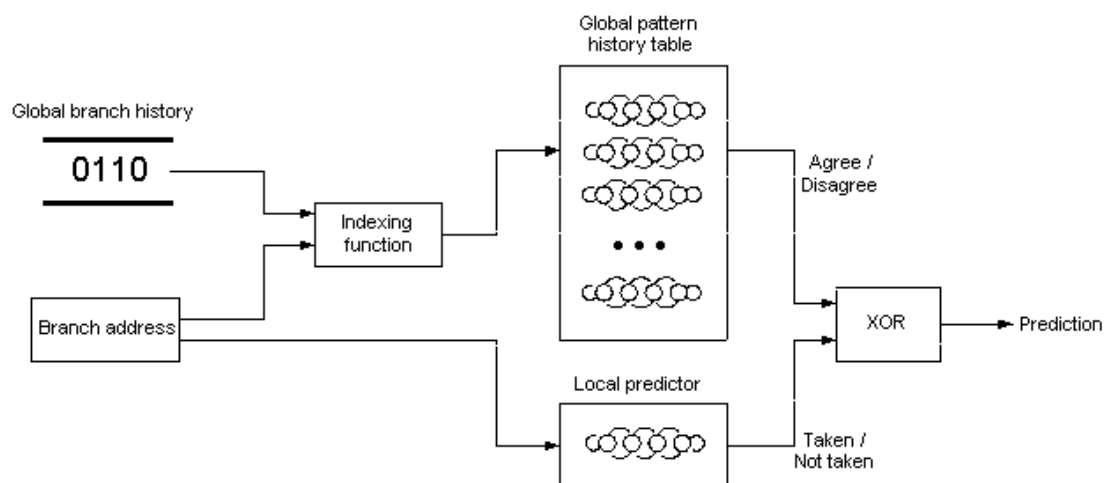 Global pattern
history table
Global branch history
0110
Agree /
Disagree
Indexing
function
Branch address
XOR
Prediction
Local predictor
Taken /
Not taken